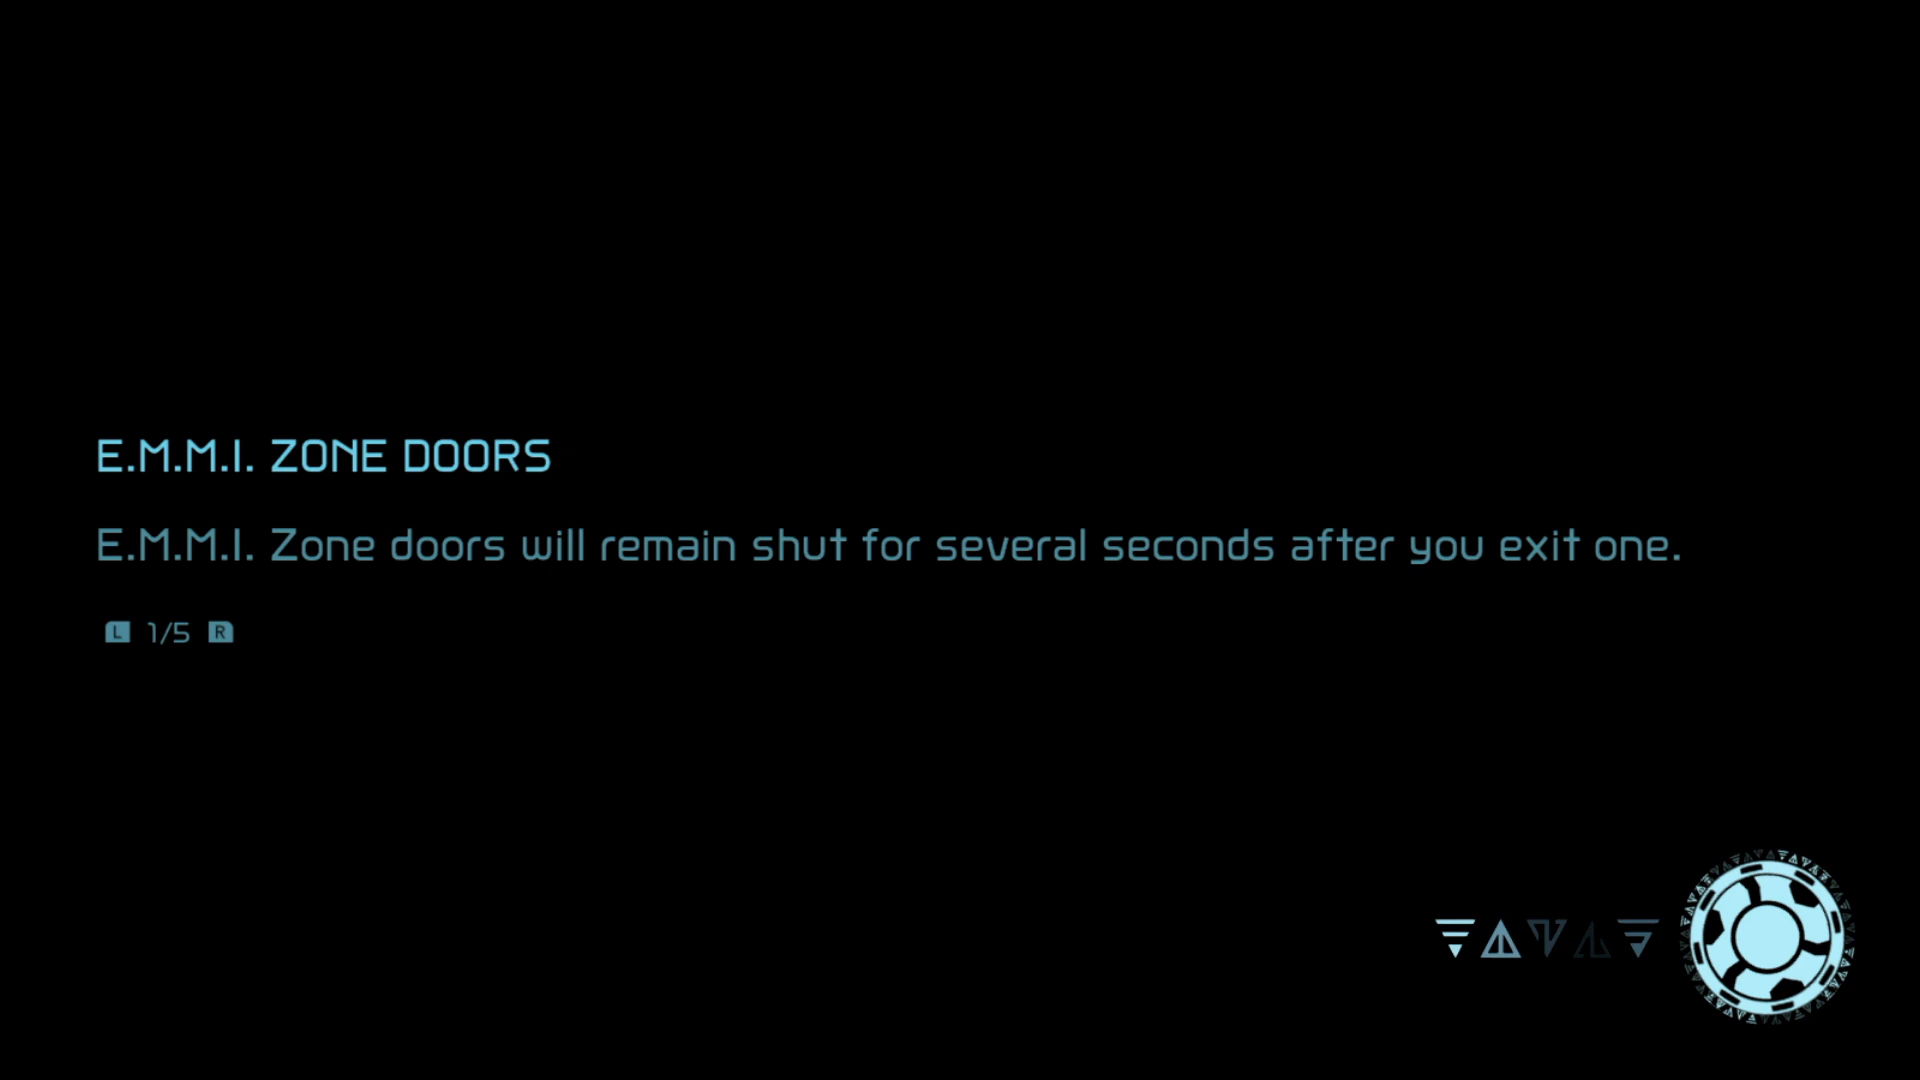 E.M.M.I. ZONE DOORS
E.M.M.I. Zone doors will remain shut for several seconds after you exit one.
L 1/5 R